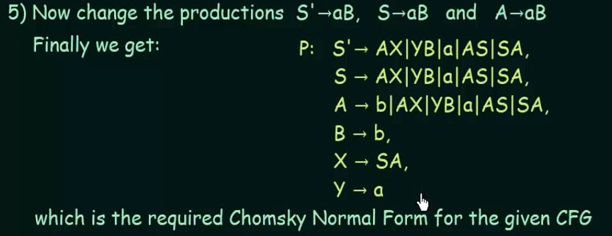 5) Now change the productions S'→aB, S→aB and A→aB
Finally we get: P: S'→ AX|YB|a|AS|SA,
S → AX|YB|a|AS|SA,
A → b|AX|YB|a|AS|SA,
B → b,
X → SA,
Y → a
which is the required Chomsky Normal Form for the given CFG